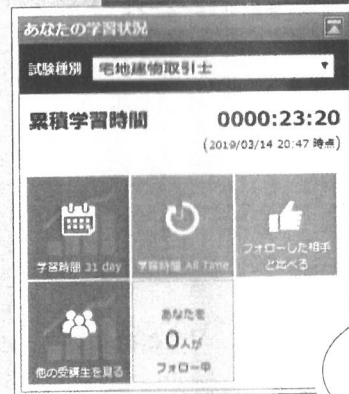 あなたの学習状況
試験種別 宅地建物取引士
累積学習時間 0000:23:20
(2019/03/14 20:47 時点)
学習時間 31 day
学習時間 All Time
フォローした相手
と比べる
他の受講生を見る
あなたを
0人が
フォロー中